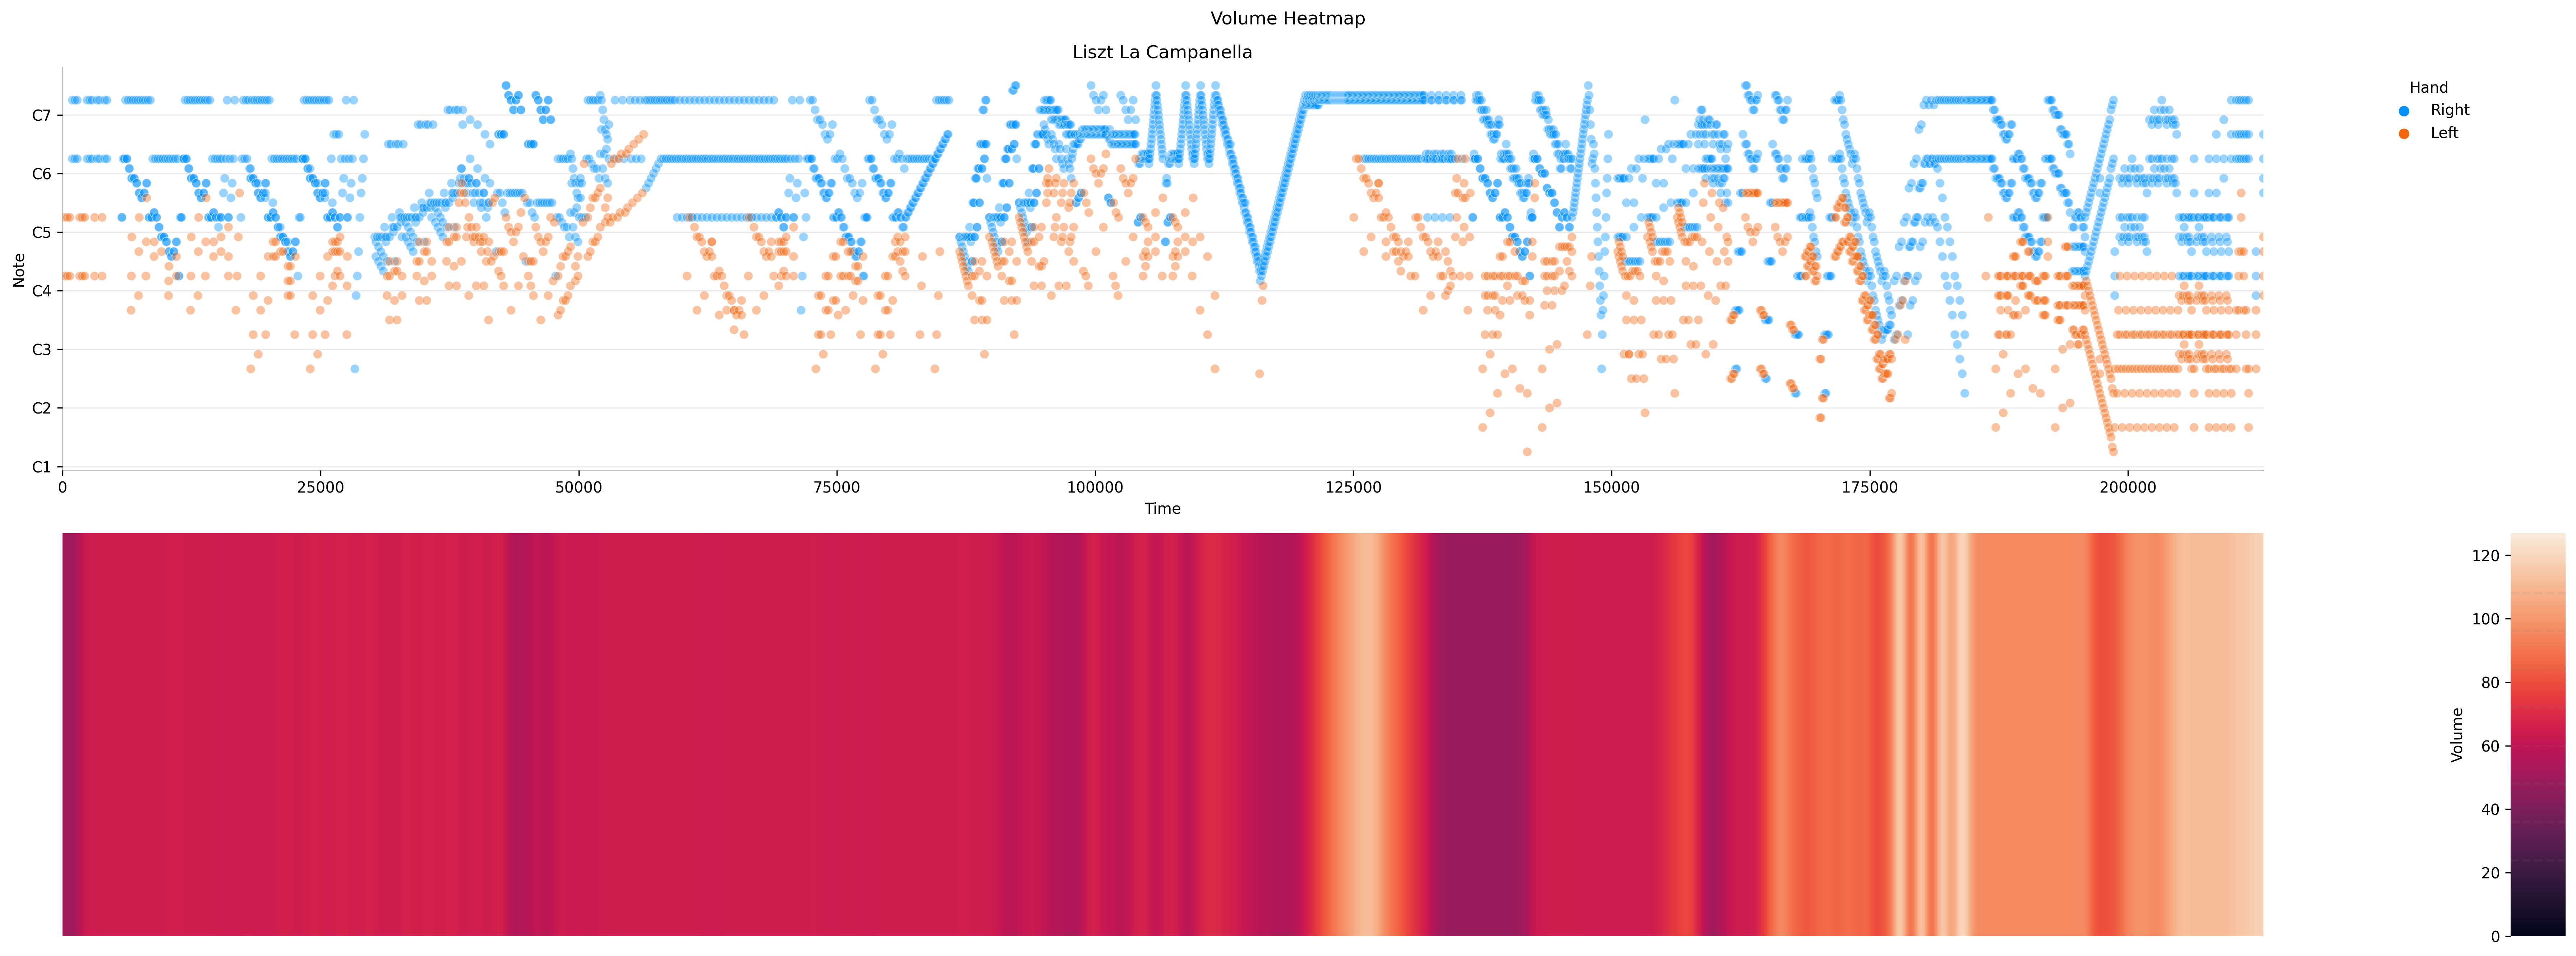 Volume Heatmap
Liszt La Campanella
Hand
Right
Left
C7
C6
C5
C4
C3
C2
C1
Note
0 25000 50000 75000 100000 125000 150000 175000 200000
Time
120
100
80
60
40
20
0
Volume